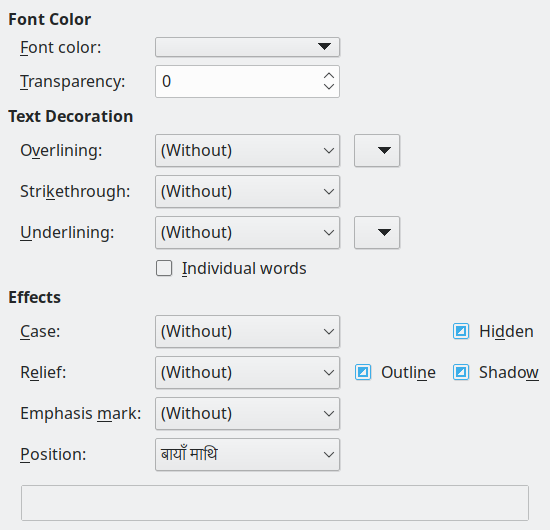 Font Color
Font color:
Transparency: 0
Text Decoration
Overlining: (Without)
Strikethrough: (Without)
Underlining: (Without)
Individual words
Effects
Case: (Without) Hidden
Relief: (Without) Outline Shadow
Emphasis mark: (Without)
Position: बायाँ माथि